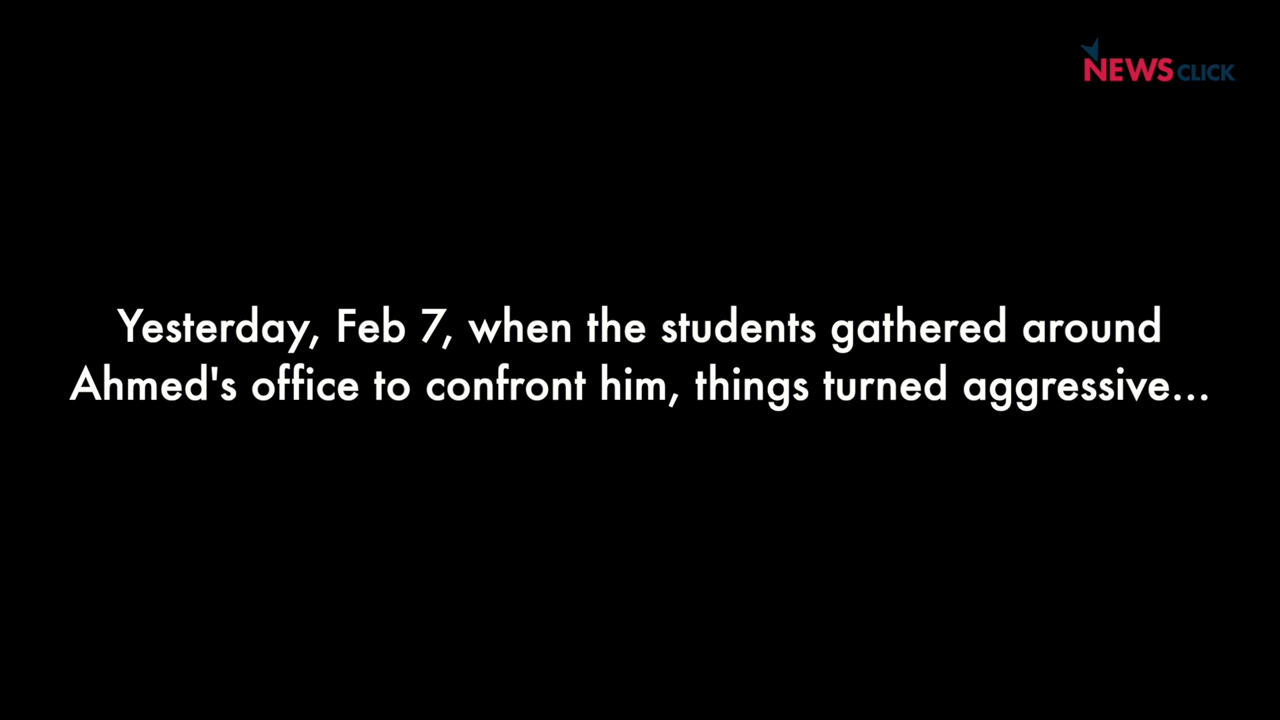 NEWSCLICK
Yesterday, Feb 7, when the students gathered around
Ahmed's office to confront him, things turned aggressive...